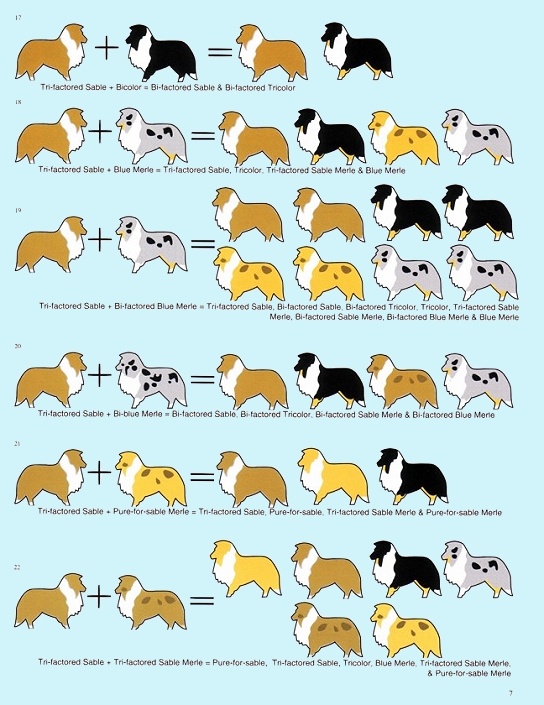 17
Tri-factored Sable + Bicolor = Bi-factored Sable & Bi-factored Tricolor
18
Tri-factored Sable + Blue Merle = Tri-factored Sable, Tricolor, Tri-factored Sable Merle & Blue Merle
19
Tri-factored Sable + Bi-factored Blue Merle = Tri-factored Sable, Bi-factored Sable, Bi-factored Tricolor, Tricolor, Tri-factored Sable
Merle, Bi-factored Sable Merle, Bi-factored Blue Merle & Blue Merle
20
Tri-factored Sable + Bi-blue Merle = Bi-factored Sable, Bi-factored Tricolor, Bi-factored Sable Merle & Bi-factored Blue Merle
21
Tri-factored Sable + Pure-for-sable Merle = Tri-factored Sable, Pure-for-sable, Tri-factored Sable Merle & Pure-for-sable Merle
22
Tri-factored Sable + Tri-factored Sable Merle = Pure-for-sable, Tri-factored Sable, Tricolor, Blue Merle, Tri-factored Sable Merle,
& Pure-for-sable Merle
7